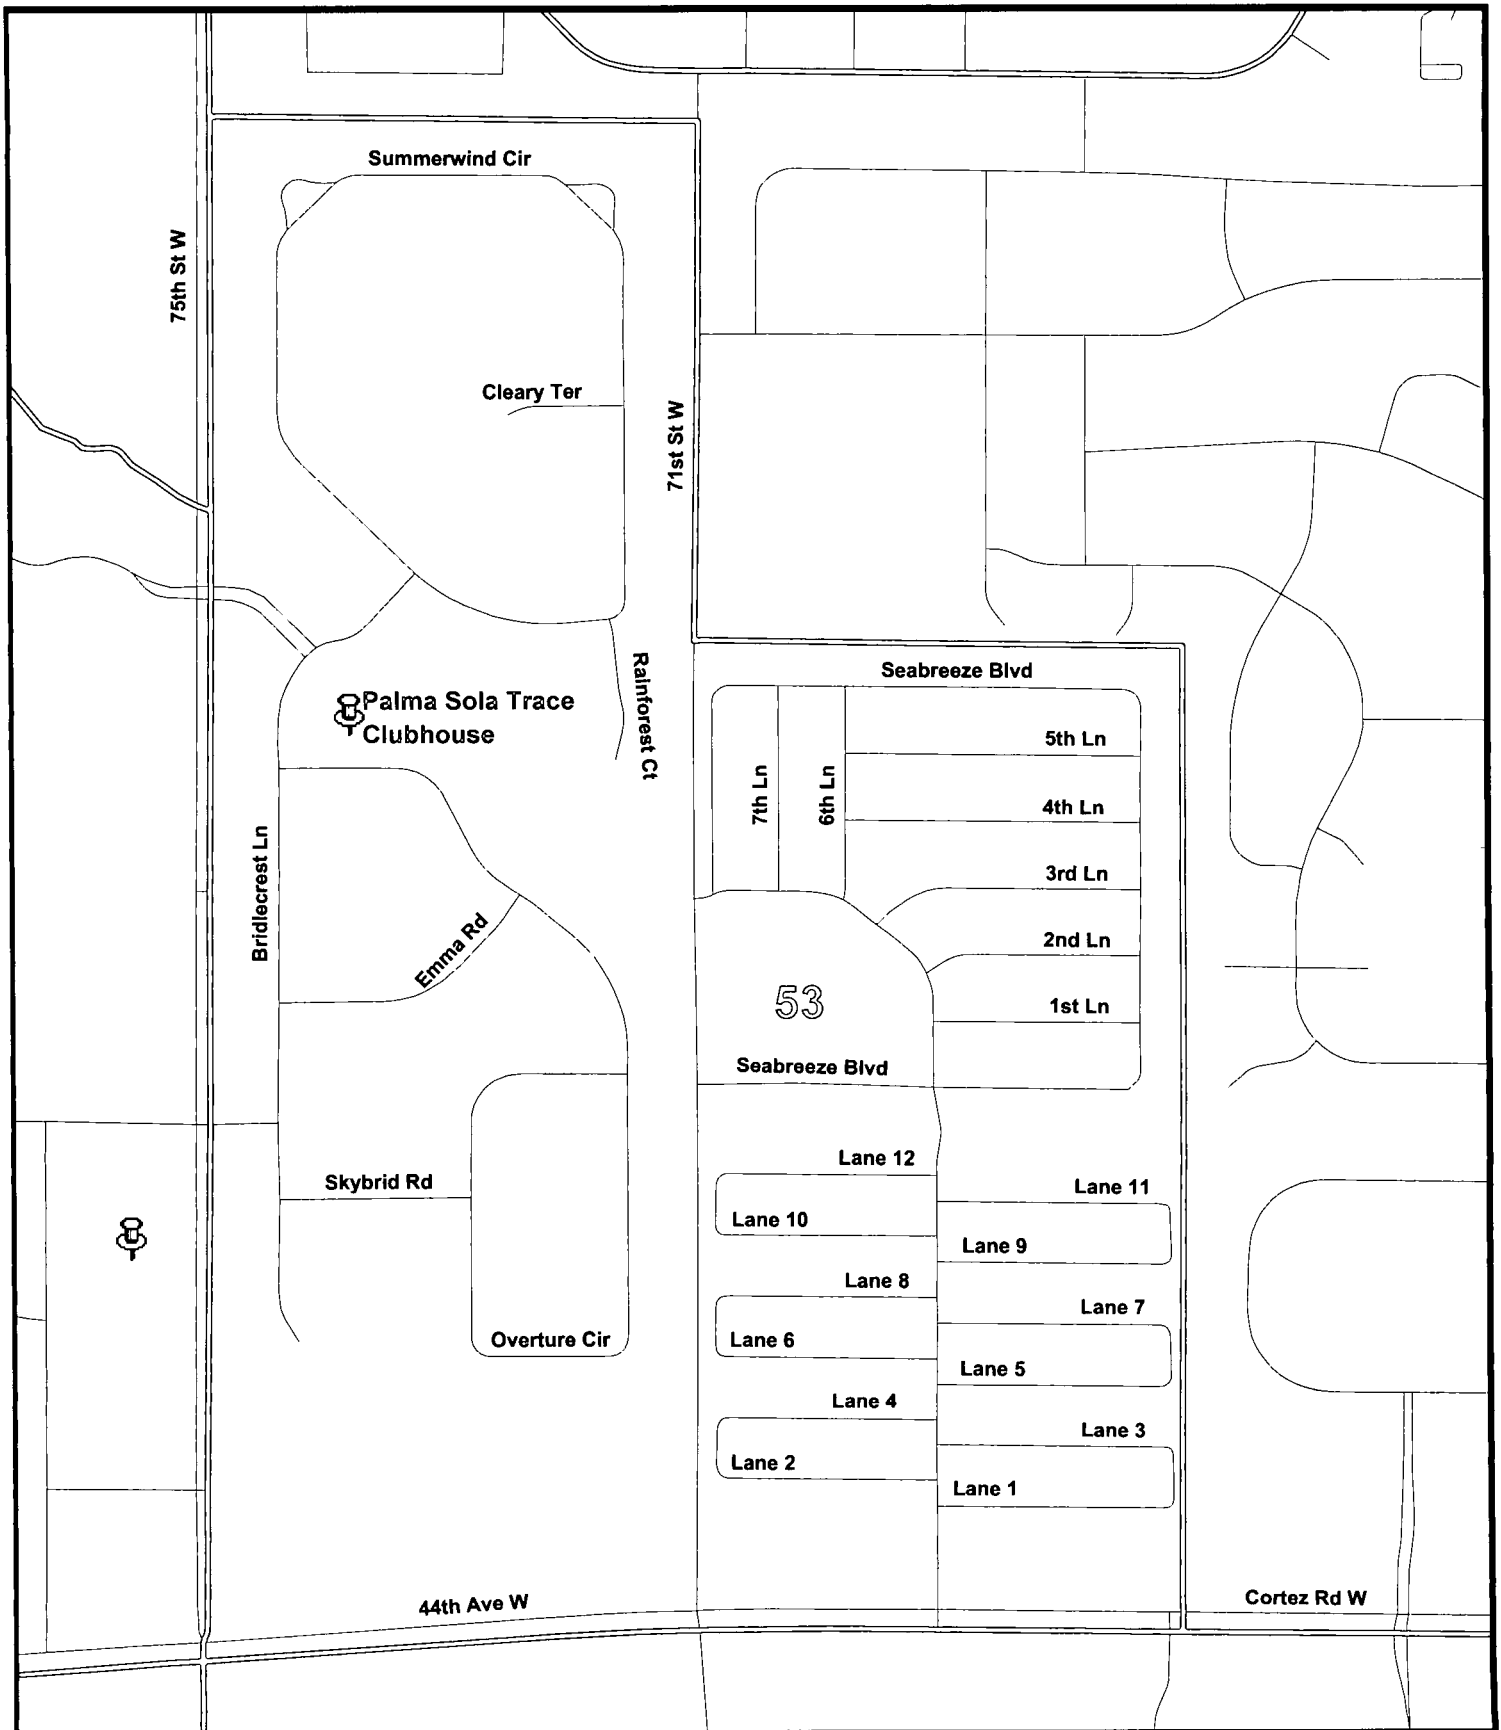 Summerwind Cir
75th St W
Cleary Ter
71st St W
Seabreeze Blvd
Rainforest Ct
Palma Sola Trace
Clubhouse
5th Ln
7th Ln
6th Ln
4th Ln
Bridlecrest Ln
3rd Ln
Emma Rd
2nd Ln
53
1st Ln
Seabreeze Blvd
Lane 12
Skybrid Rd
Lane 11
Lane 10
Lane 9
Lane 8
Lane 7
Overture Cir
Lane 6
Lane 5
Lane 4
Lane 3
Lane 2
Lane 1
44th Ave W
Cortez Rd W